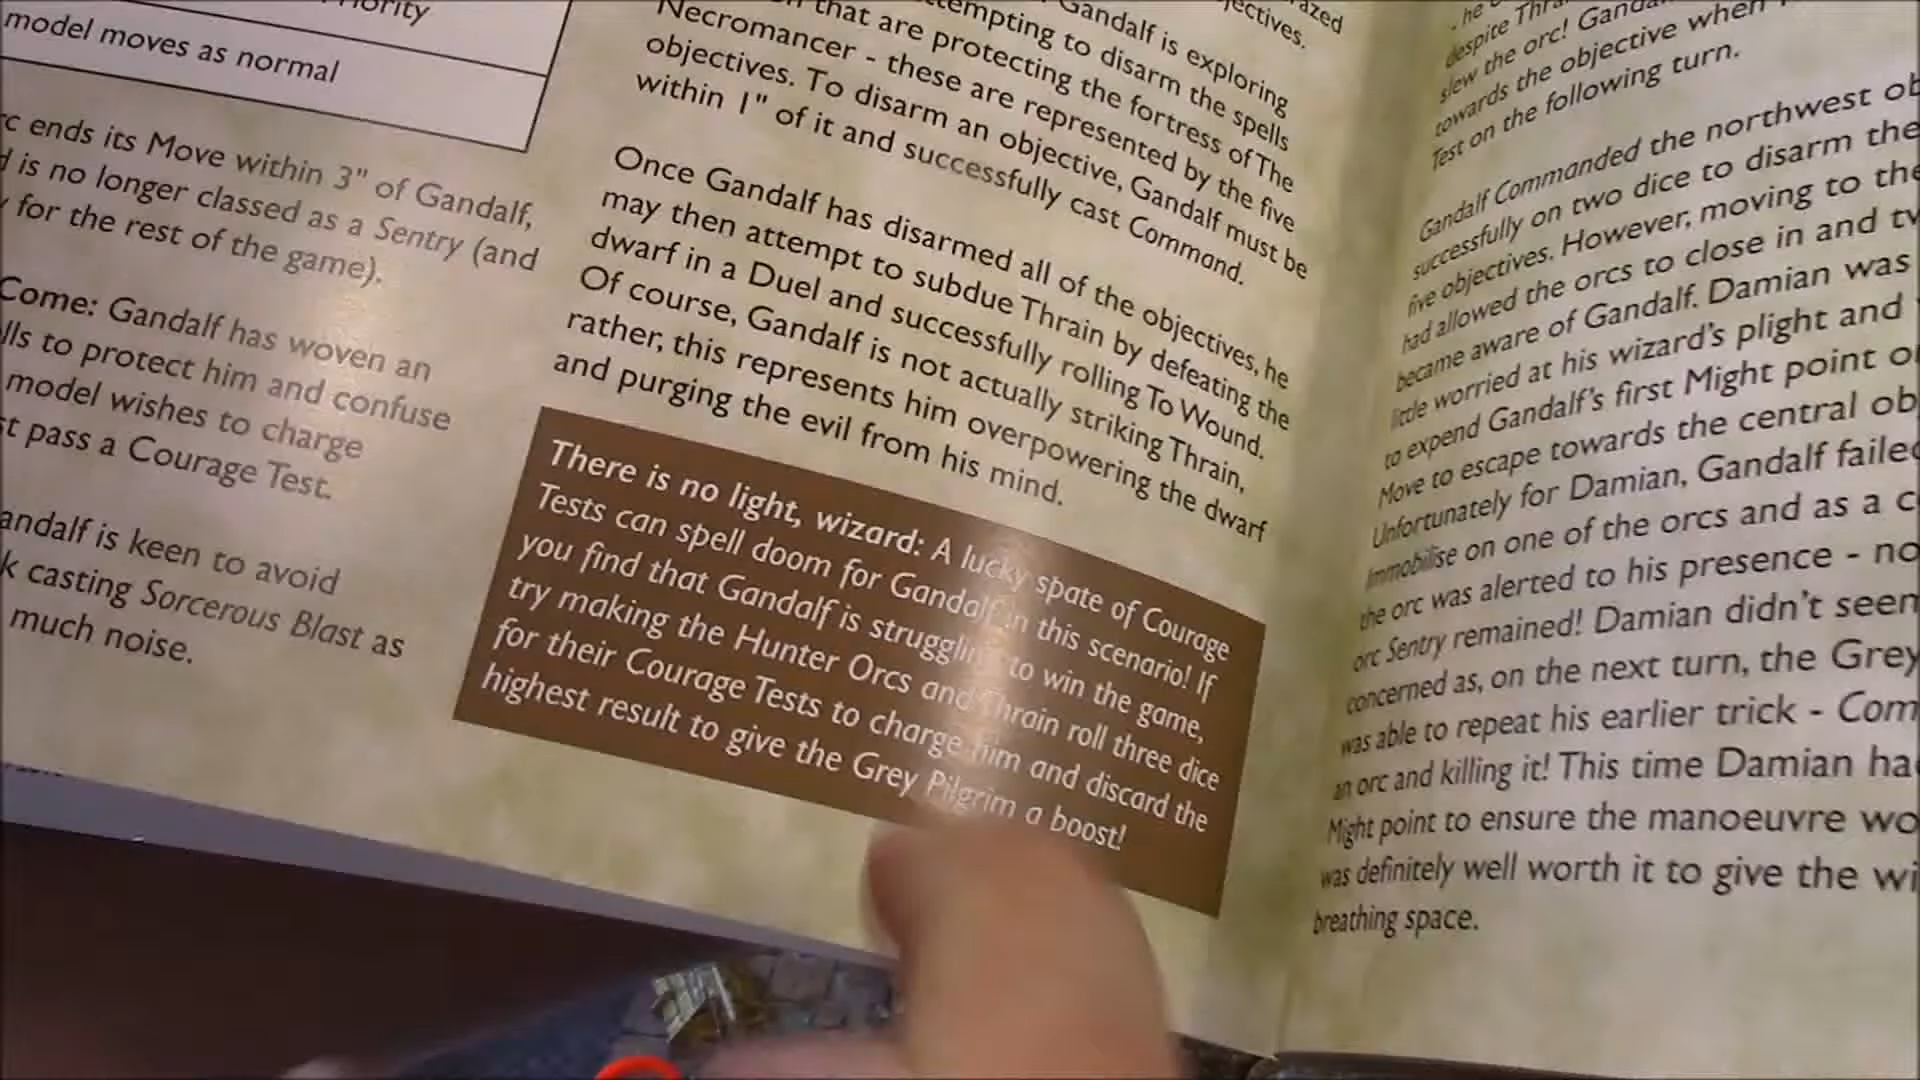 model moves as normal
ends its Move within 3" of Gandalf,
is no longer classed as a Sentry (and
for the rest of the game).
Come: Gandalf has woven an
to protect him and confuse
model wishes to charge
pass a Courage Test.
andalf is keen to avoid
casting Sorcerous Blast as
much noise.
ectives.
Gandalf is exploring
tempting to disarm the spells
that are protecting the fortress of The
Necromancer - these are represented by the five
objectives. To disarm an objective, Gandalf must be
within 1" of it and successfully cast Command.
Once Gandalf has disarmed all of the objectives, he
may then attempt to subdue Thrain by defeating the
dwarf in a Duel and successfully rolling To Wound.
Of course, Gandalf is not actually striking Thrain,
rather, this represents him overpowering the dwarf
and purging the evil from his mind.
There is no light, wizard: A lucky spate of Courage
Tests can spell doom for Gandalf in this scenario! If
you find that Gandalf is struggling to win the game,
try making the Hunter Orcs and Thrain roll three dice
for their Courage Tests to charge him and discard the
highest result to give the Grey Pilgrim a boost!
he
despite
slew the orc!
towards the objective when
Test on the following turn.
Gandalf Commanded the northwest ob
successfully on two dice to disarm the
five objectives. However, moving to the
had allowed the orcs to close in and tw
became aware of Gandalf. Damian was
little worried at his wizard's plight and
to expend Gandalf's first Might point o
Move to escape towards the central ob
Unfortunately for Damian, Gandalf failed
Immobilise on one of the orcs and as a c
the orc was alerted to his presence - no
orc Sentry remained! Damian didn't seem
concerned as, on the next turn, the Grey
was able to repeat his earlier trick - Com
an orc and killing it! This time Damian ha
Might point to ensure the manoeuvre wo
was definitely well worth it to give the wi
breathing space.